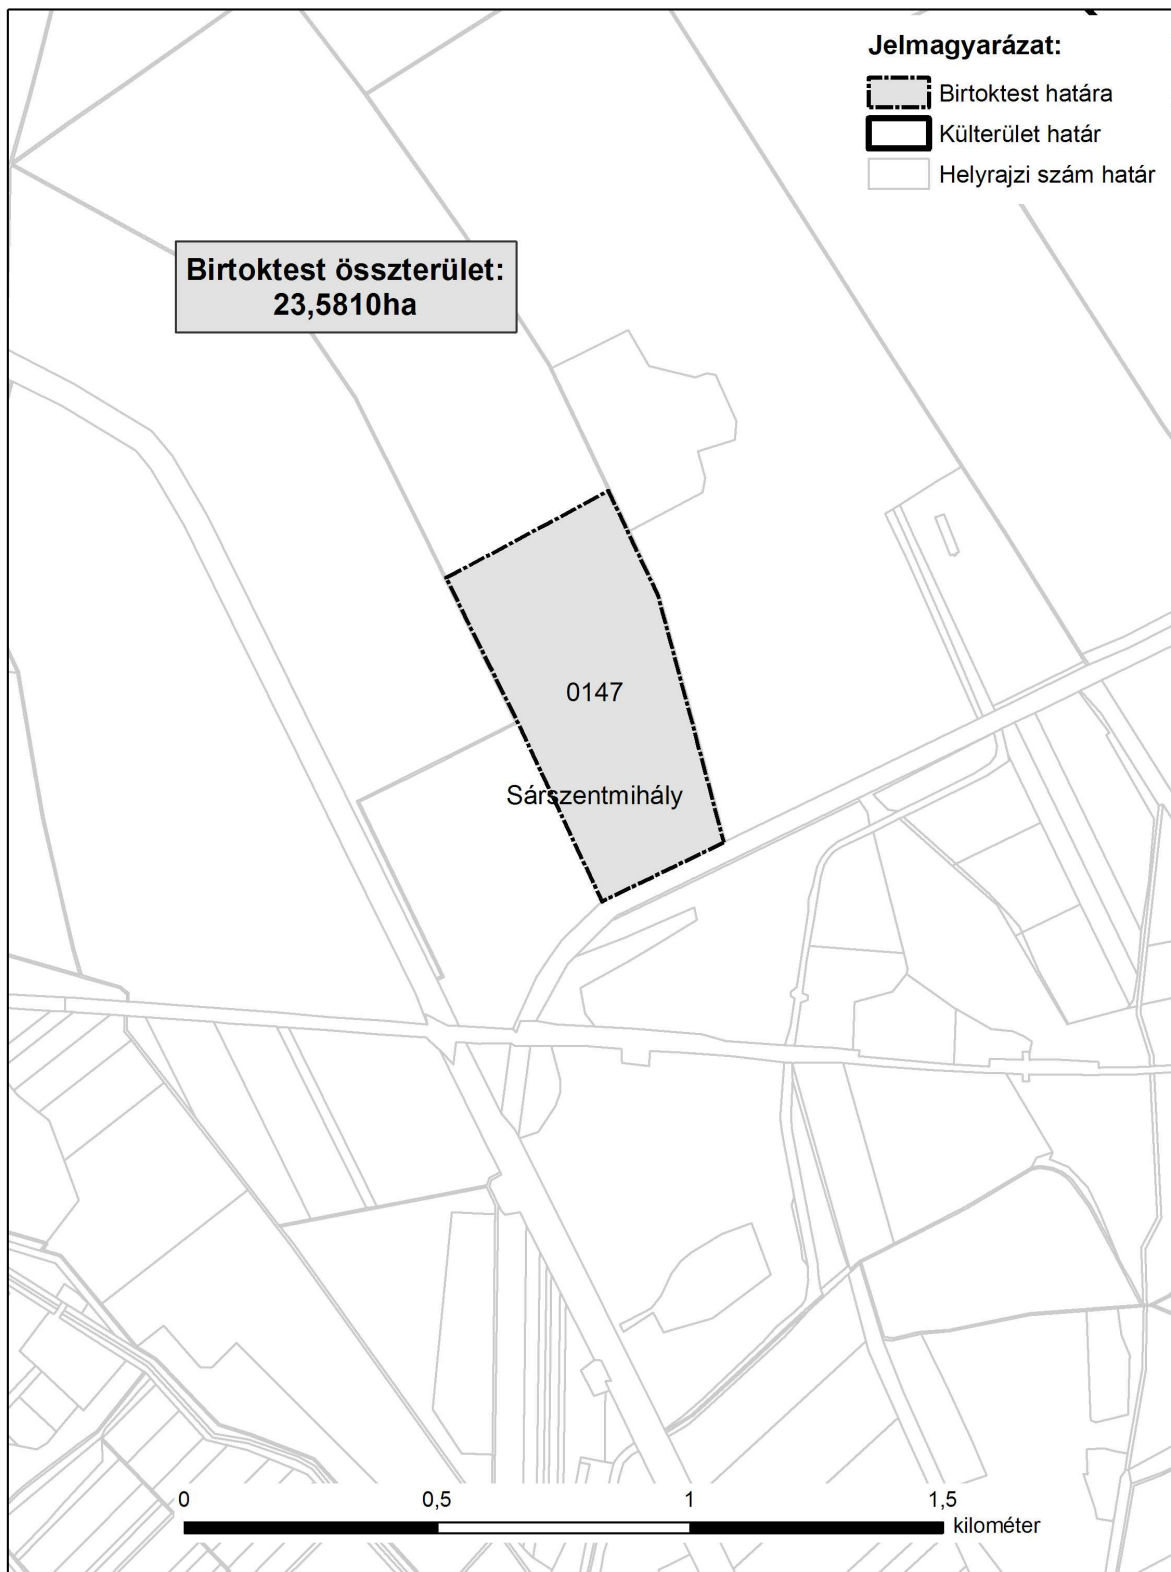 Jelmagyarázat:
Birtoktest határa
Külterület határ
Helyrajzi szám határ
Birtoktest összterület:
23,5810ha
0147
Sárszentmihály
0 0,5 1 1,5
kilométer